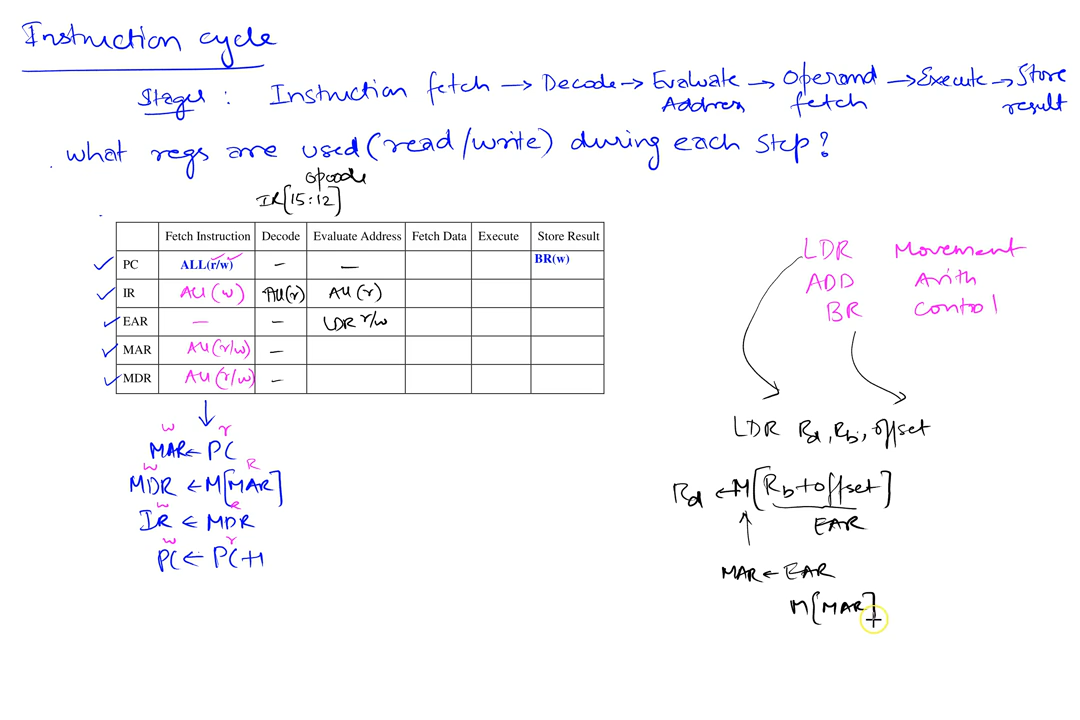 Instruction cycle
Stages : Instruction fetch → Decode → Evaluate Address → Operand fetch → Execute → Store result
what regs are used (read/write) during each step?
opcode
IR[15:12]
Fetch Instruction Decode Evaluate Address Fetch Data Execute Store Result
PC ALL(r/w) - - BR(w)
IR All(w) All(r) All(r)
EAR - - LDR r/w
MAR All(r/w) -
MDR All(r/w) -
LDR Movement
ADD Arith
BR Control
w r
MAR ← PC
w R
MDR ← M[MAR]
w R
IR ← MDR
w r
PC ← PC+1
LDR Rd, Rb, offset
Rd ← M[Rb+offset]
EAR
MAR ← EAR
M[MAR]